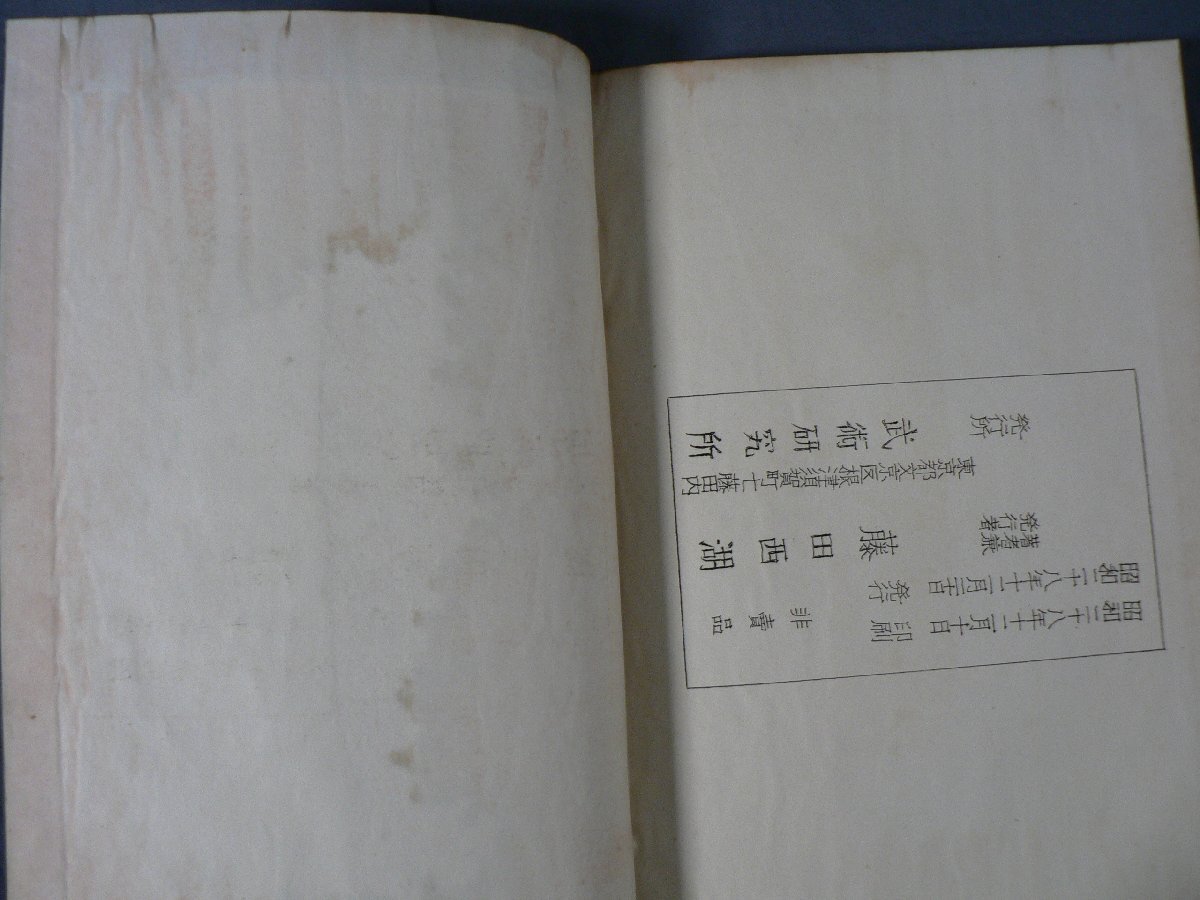 昭和二十八年十二月十日 印刷
昭和二十八年十二月二十日 発行
非賣品
著者兼
発行者
藤田西湖
東京都文京区根津須賀町七 藤田内
発行所
武術研究所